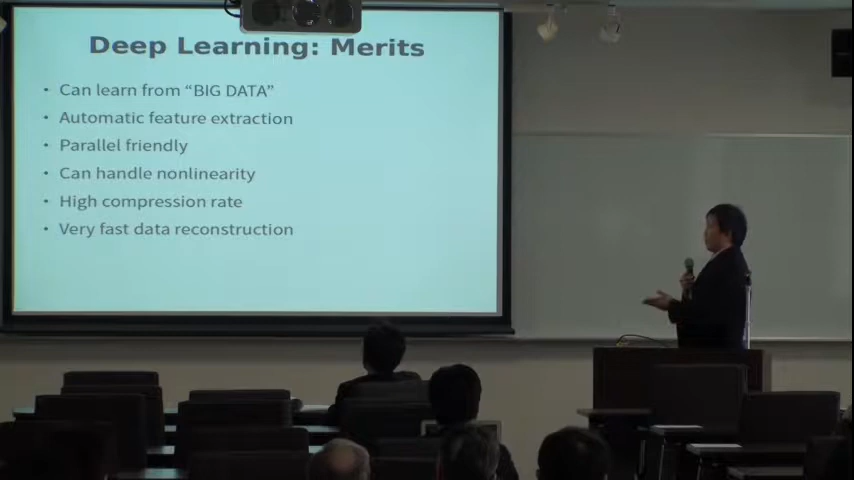 Deep Learning: Merits
• Can learn from “BIG DATA”
• Automatic feature extraction
• Parallel friendly
• Can handle nonlinearity
• High compression rate
• Very fast data reconstruction